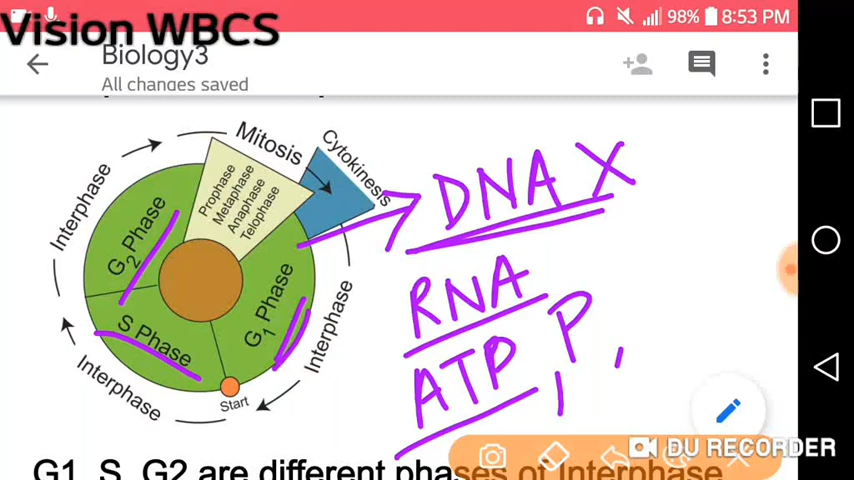 98% 8:53 PM
Vision WBCS
Biology3
All changes saved
Mitosis
Cytokinesis
Prophase
Metaphase
Anaphase
Telophase
Interphase
G2 Phase
S Phase
G1 Phase
Interphase
Interphase
Start
DNA X
RNA
ATP, P,
DU RECORDER
G1, S, G2 are different phases of Interphase